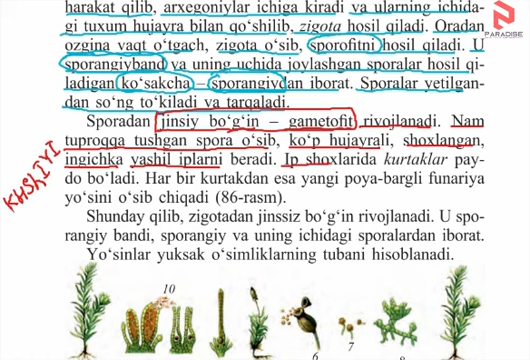 PARADISE
harakat qilib, arxegoniylar ichiga kiradi va ularning ichida-
gi tuxum hujayra bilan qo‘shilib, zigota hosil qiladi. Oradan
ozgina vaqt o‘tgach, zigota o‘sib, sporofitni hosil qiladi. U
sporangiyband va uning uchida joylashgan sporalar hosil qi-
ladigan ko‘sakcha – sporangiydan iborat. Sporalar yetilgan-
dan so‘ng to‘kiladi va tarqaladi.
Sporadan jinsiy bo‘g‘in – gametofit rivojlanadi. Nam
tuproqqa tushgan spora o‘sib, ko‘p hujayrali, shoxlangan,
ingichka yashil iplarni beradi. Ip shoxlarida kurtaklar pay-
do bo‘ladi. Har bir kurtakdan esa yangi poya-bargli funariya
yo‘sini o‘sib chiqadi (86-rasm).
Shunday qilib, zigotadan jinssiz bo‘g‘in rivojlanadi. U spo-
rangiy bandi, sporangiy va uning ichidagi sporalardan iborat.
Yo‘sinlar yuksak o‘simliklarning tubani hisoblanadi.
10
7
6